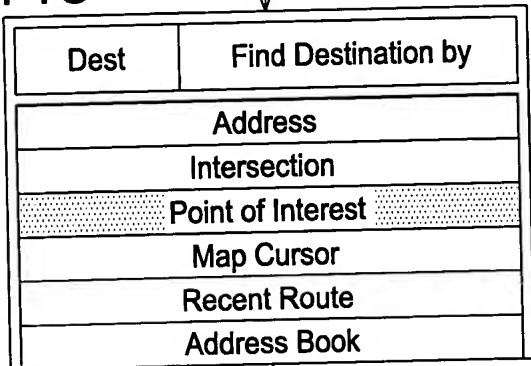 Dest Find Destination by
Address
Intersection
Point of Interest
Map Cursor
Recent Route
Address Book